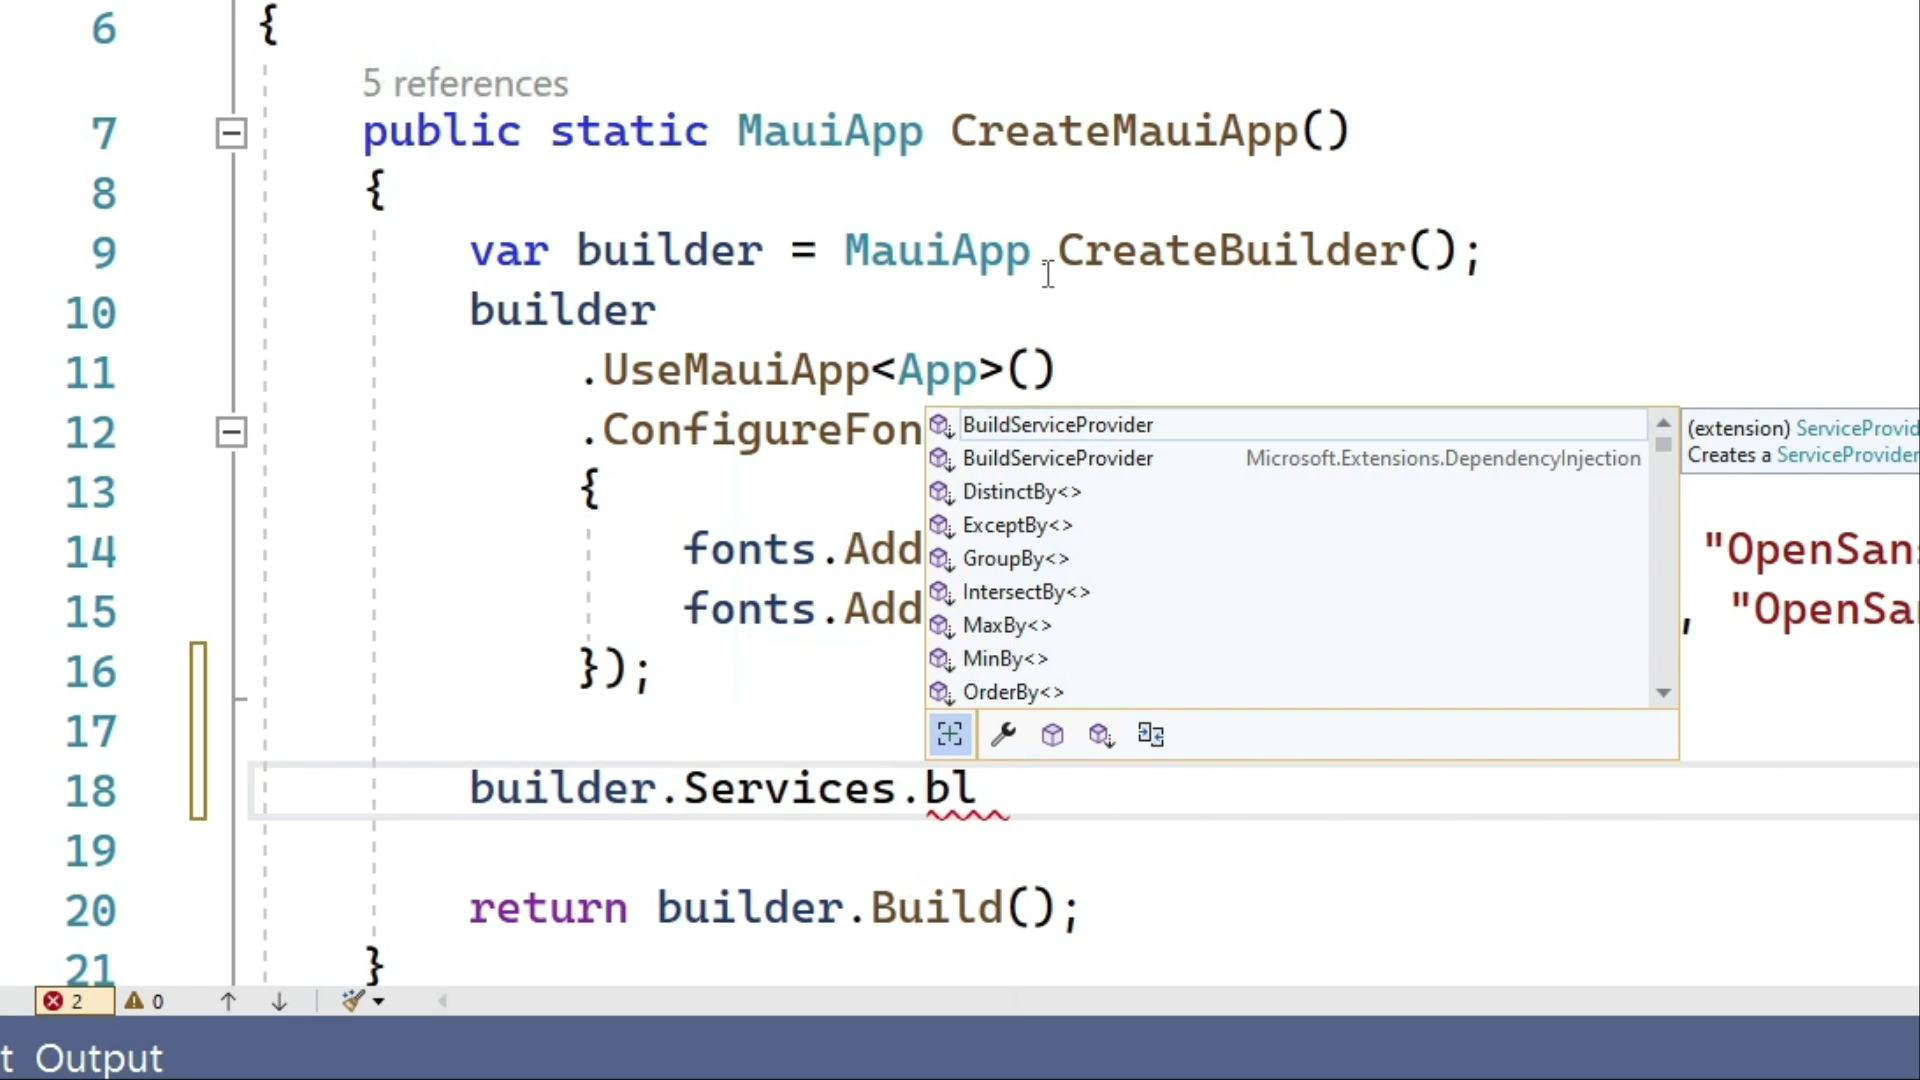 6 {
5 references
7 public static MauiApp CreateMauiApp()
8 {
9 var builder = MauiApp.CreateBuilder();
10 builder
11 .UseMauiApp<App>()
12 .ConfigureFon
13 {
14 fonts.Add "OpenSans
15 fonts.Add , "OpenSa
16 });
17
18 builder.Services.bl
19
20 return builder.Build();
21 }
BuildServiceProvider
BuildServiceProvider Microsoft.Extensions.DependencyInjection
DistinctBy<>
ExceptBy<>
GroupBy<>
IntersectBy<>
MaxBy<>
MinBy<>
OrderBy<>
(extension) ServiceProvid
Creates a ServiceProvider
2 0
t Output